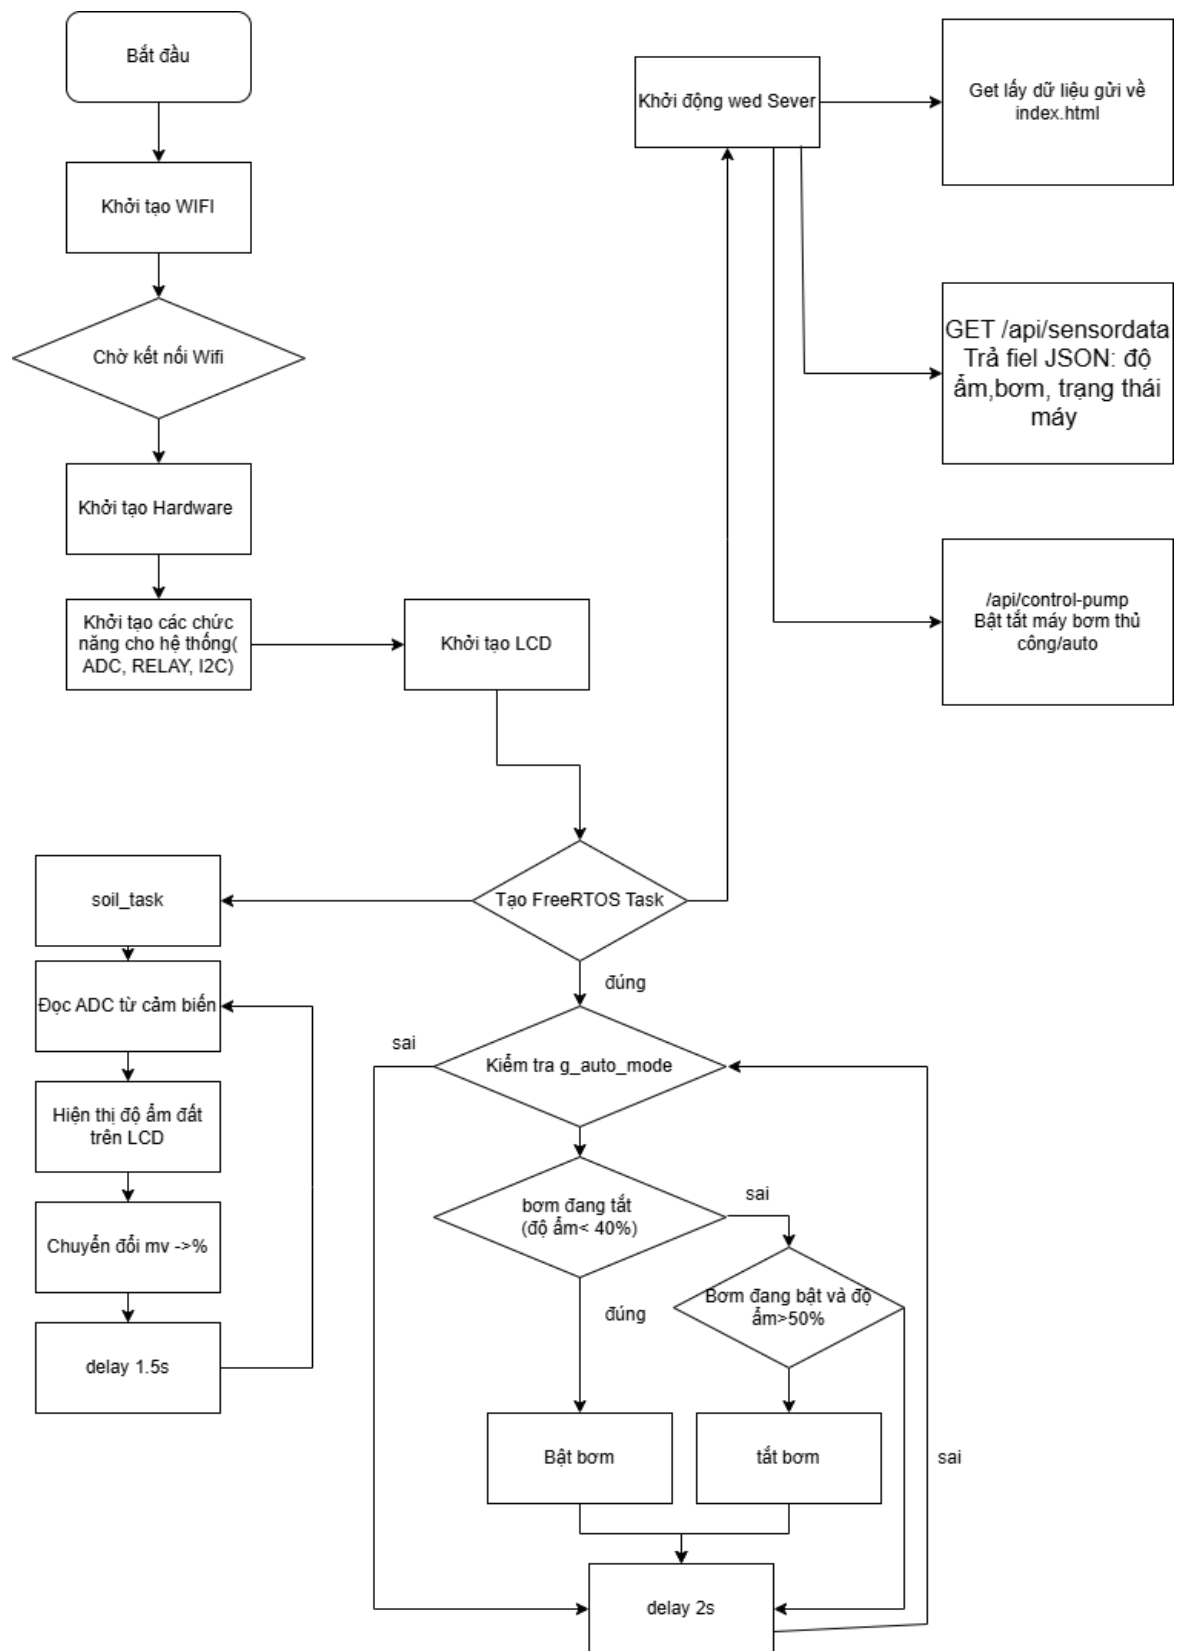 Bắt đầu
Khởi tạo WIFI
Chờ kết nối Wifi
Khởi tạo Hardware
Khởi tạo các chức
năng cho hệ thống(
ADC, RELAY, I2C)
Khởi tạo LCD
Khởi động wed Sever
Get lấy dữ liệu gửi về
index.html
GET /api/sensordata
Trả fiel JSON: độ
ẩm,bơm, trạng thái
máy
/api/control-pump
Bật tắt máy bơm thủ
công/auto
Tạo FreeRTOS Task
soil_task
Đọc ADC từ cảm biến
Hiện thị độ ẩm đất
trên LCD
Chuyển đổi mv ->%
delay 1.5s
đúng
sai
Kiểm tra g_auto_mode
bơm đang tắt
(độ ẩm< 40%)
sai
Bơm đang bật và độ
ẩm>50%
đúng
Bật bơm
tắt bơm
sai
delay 2s